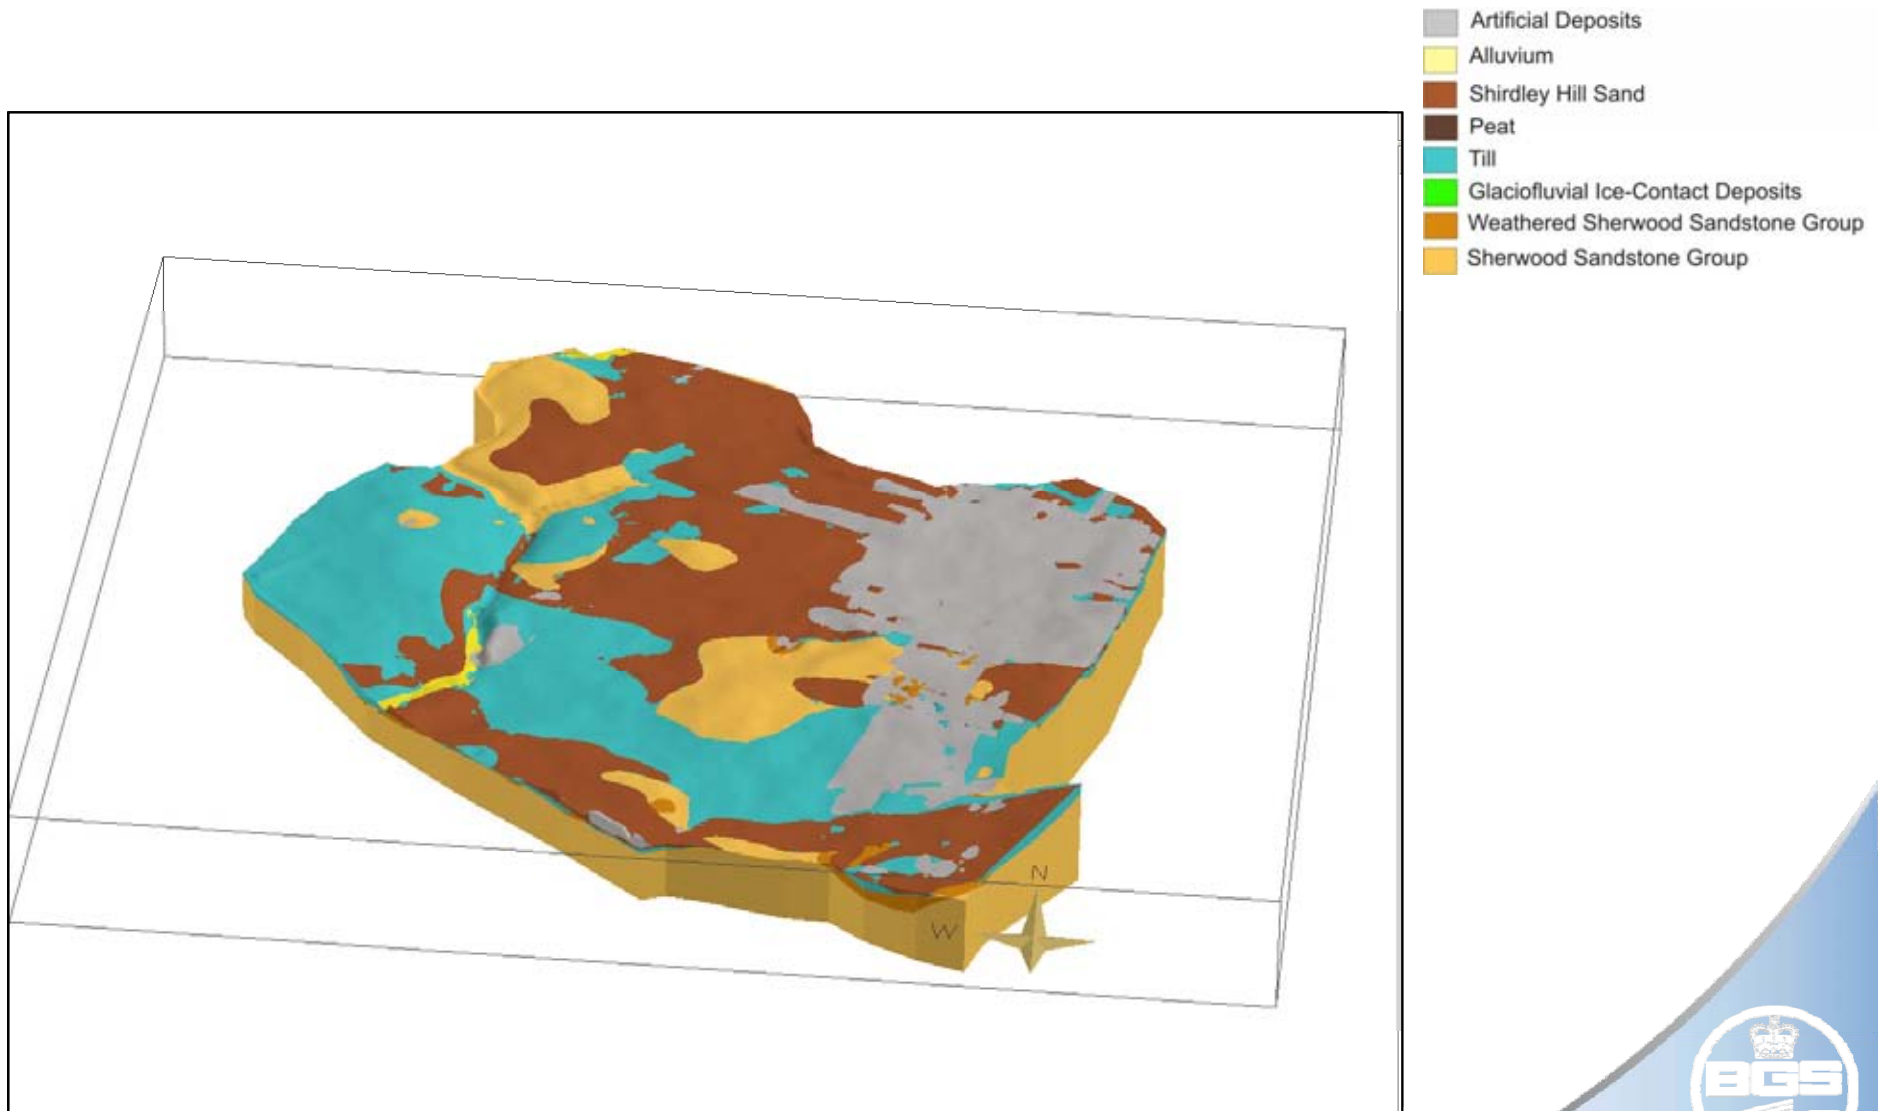 Artificial Deposits
Alluvium
Shirdley Hill Sand
Peat
Till
Glaciofluvial Ice-Contact Deposits
Weathered Sherwood Sandstone Group
Sherwood Sandstone Group
N
W
BGS